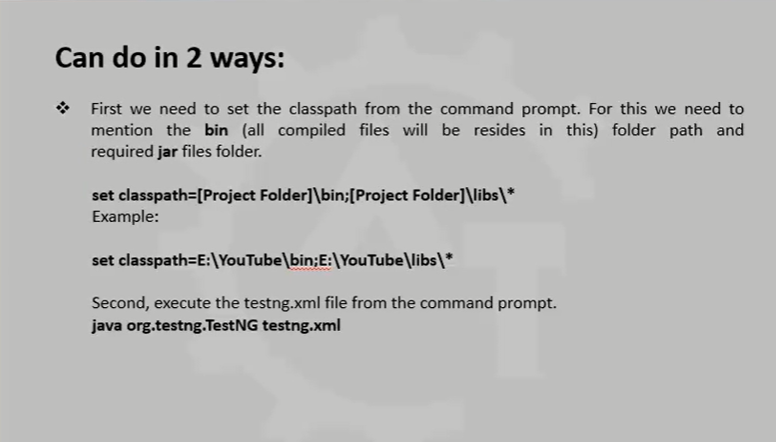 Can do in 2 ways:
❖ First we need to set the classpath from the command prompt. For this we need to
mention the bin (all compiled files will be resides in this) folder path and
required jar files folder.
set classpath=[Project Folder]\bin;[Project Folder]\libs\*
Example:
set classpath=E:\YouTube\bin;E:\YouTube\libs\*
Second, execute the testng.xml file from the command prompt.
java org.testng.TestNG testng.xml